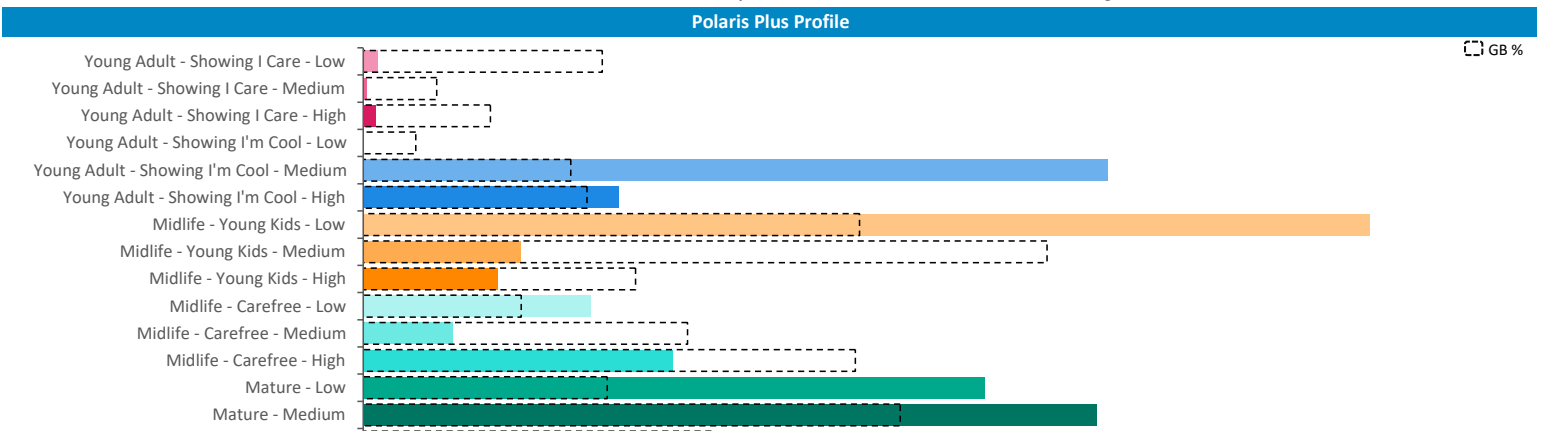 Polaris Plus Profile
GB %
Young Adult - Showing I Care - Low
Young Adult - Showing I Care - Medium
Young Adult - Showing I Care - High
Young Adult - Showing I'm Cool - Low
Young Adult - Showing I'm Cool - Medium
Young Adult - Showing I'm Cool - High
Midlife - Young Kids - Low
Midlife - Young Kids - Medium
Midlife - Young Kids - High
Midlife - Carefree - Low
Midlife - Carefree - Medium
Midlife - Carefree - High
Mature - Low
Mature - Medium